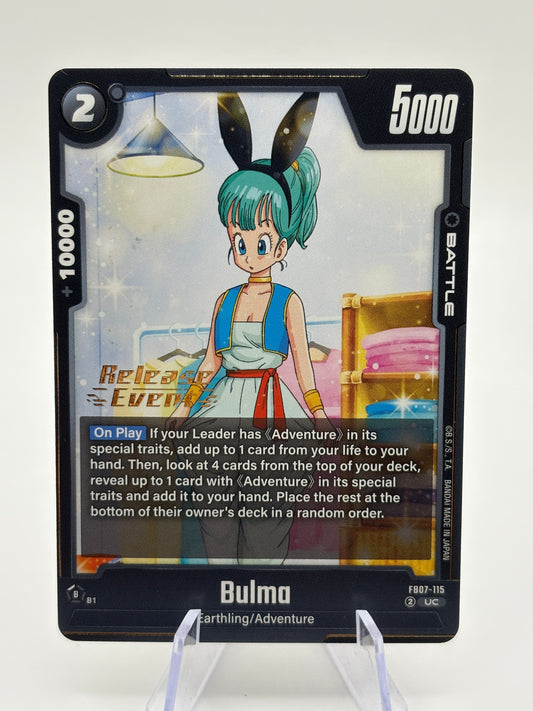 2
5000
+10000
BATTLE
Release
Event
On Play If your Leader has 《Adventure》 in its
special traits, add up to 1 card from your life to your
hand. Then, look at 4 cards from the top of your deck,
reveal up to 1 card with 《Adventure》 in its special
traits and add it to your hand. Place the rest at the
bottom of their owner's deck in a random order.
©B.S./S., T.A. BANDAI MADE IN JAPAN
Bulma
FB07-115
B B1
2 UC
Earthling/Adventure